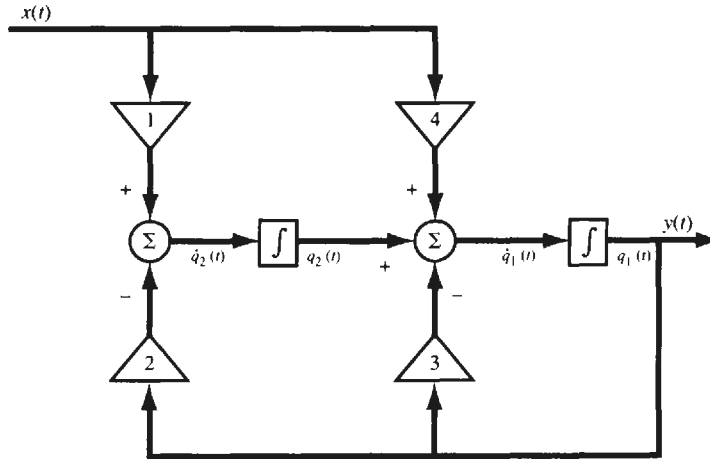 x(t)
1 4
+ +
Σ ∫ Σ ∫ y(t)
q̇₂(t) q₂(t) + q̇₁(t) q₁(t)
− −
2 3